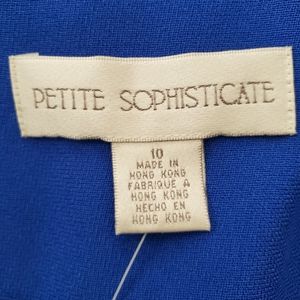 PETITE SOPHISTICATE
10
MADE IN
HONG KONG
FABRIQUE A
HONG KONG
HECHO EN
HONG KONG